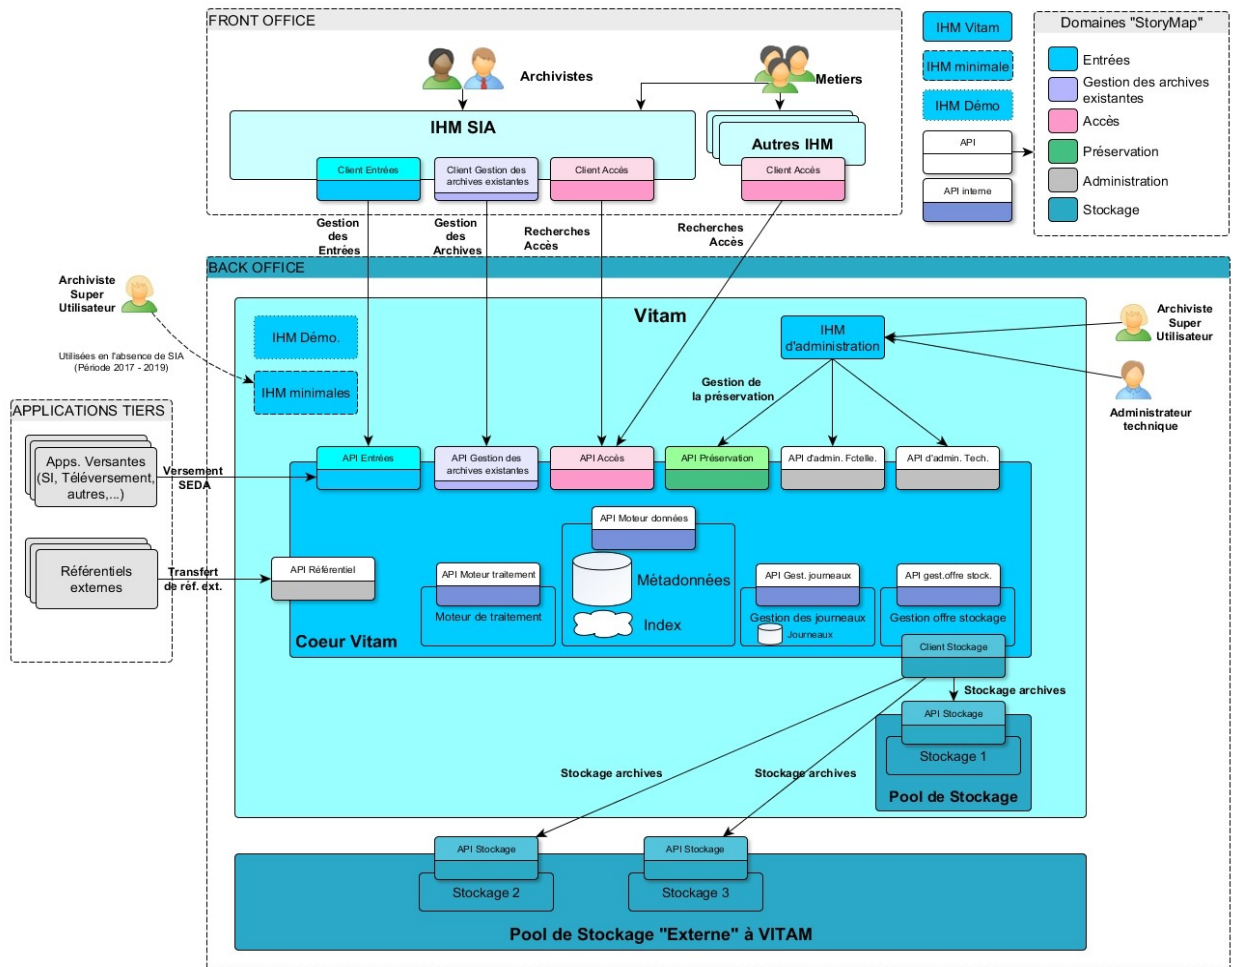 FRONT OFFICE
Archivistes
Metiers
IHM SIA
Autres IHM
Client Entrées
Client Gestion des
archives existantes
Client Accés
Client Accés
IHM Vitam
IHM minimale
IHM Démo
API
API interne
Domaines "StoryMap"
Entrées
Gestion des archives
existantes
Accès
Préservation
Administration
Stockage
Gestion
des
Entrées
Gestion
des
Archives
Recherches
Accès
Recherches
Accès
BACK OFFICE
Archiviste
Super
Utilisateur
Utilisées en l'absence de SIA
(Période 2017 - 2019)
Vitam
IHM Démo.
IHM minimales
IHM
d'administration
Archiviste
Super
Utilisateur
Administrateur
technique
Gestion de
la préservation
APPLICATIONS TIERS
Apps. Versantes
(SI, Téléversement,
autres,...)
Versement
SEDA
Référentiels
externes
Transfért
de réf. ext.
API Entrées
API Gestion des
archives existantes
API Accés
API Préservation
API d'admin. Fctelle.
API d'admin. Tech.
API Référentiel
API Moteur données
Métadonnées
Index
API Moteur traitement
Moteur de traitement
API Gest. journeaux
Gestion des journeaux
Journeaux
API gest.offre stock.
Gestion offre stockage
Coeur Vitam
Client Stockage
Stockage archives
API Stockage
Stockage 1
Pool de Stockage
Stockage archives
Stockage archives
API Stockage
Stockage 2
API Stockage
Stockage 3
Pool de Stockage "Externe" à VITAM